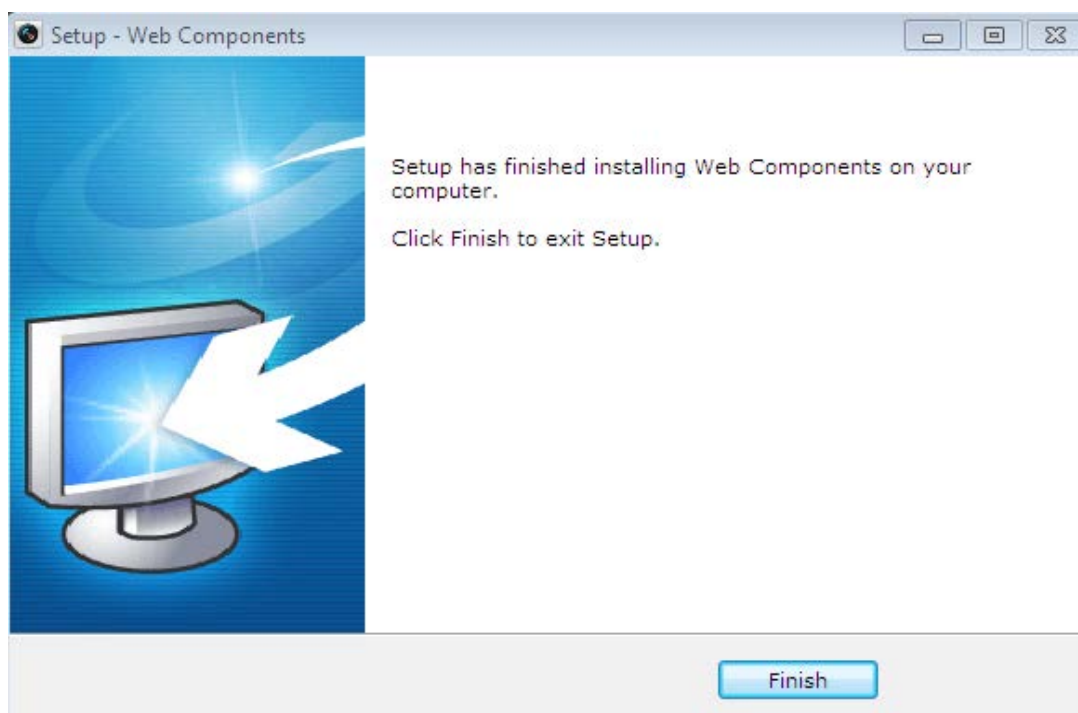 Setup - Web Components
Setup has finished installing Web Components on your
computer.
Click Finish to exit Setup.
Finish